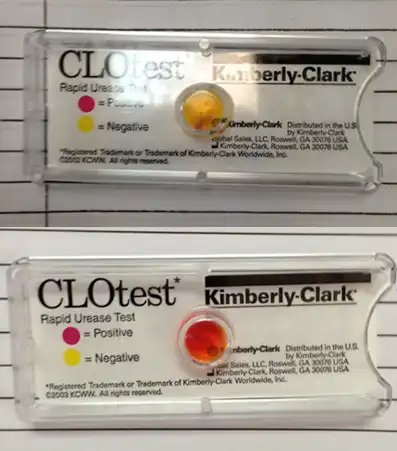 CLOtest*
Kimberly-Clark*
Rapid Urease Test
= Positive
= Negative
Kimberly-Clark Distributed in the U.S.
by Kimberly-Clark
Global Sales, LLC, Roswell, GA 30076 USA
Kimberly-Clark, Roswell, GA 30076 USA
*Registered Trademark or Trademark of Kimberly-Clark Worldwide, Inc.
©2003 KCWW. All rights reserved.
CLOtest*
Kimberly-Clark*
Rapid Urease Test
= Positive
= Negative
Kimberly-Clark Distributed in the U.S.
by Kimberly-Clark
Sales, LLC, Roswell, GA 30076 USA
Kimberly-Clark, Roswell, GA 30076 USA
*Registered Trademark or Trademark of Kimberly-Clark Worldwide, Inc.
©2003 KCWW. All rights reserved.